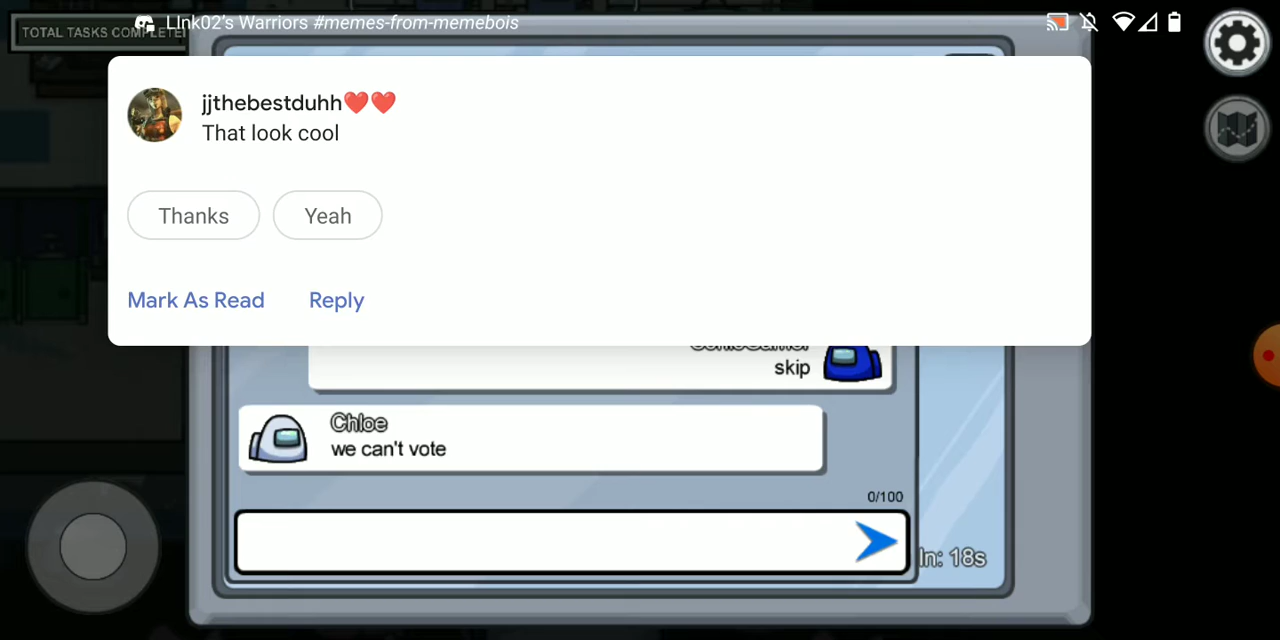 LInk02's Warriors #memes-from-memebois
TOTAL TASKS COMPLETE
jjthebestduhh❤️❤️
That look cool
Thanks
Yeah
Mark As Read
Reply
skip
Chloe
we can't vote
0/100
In: 18s